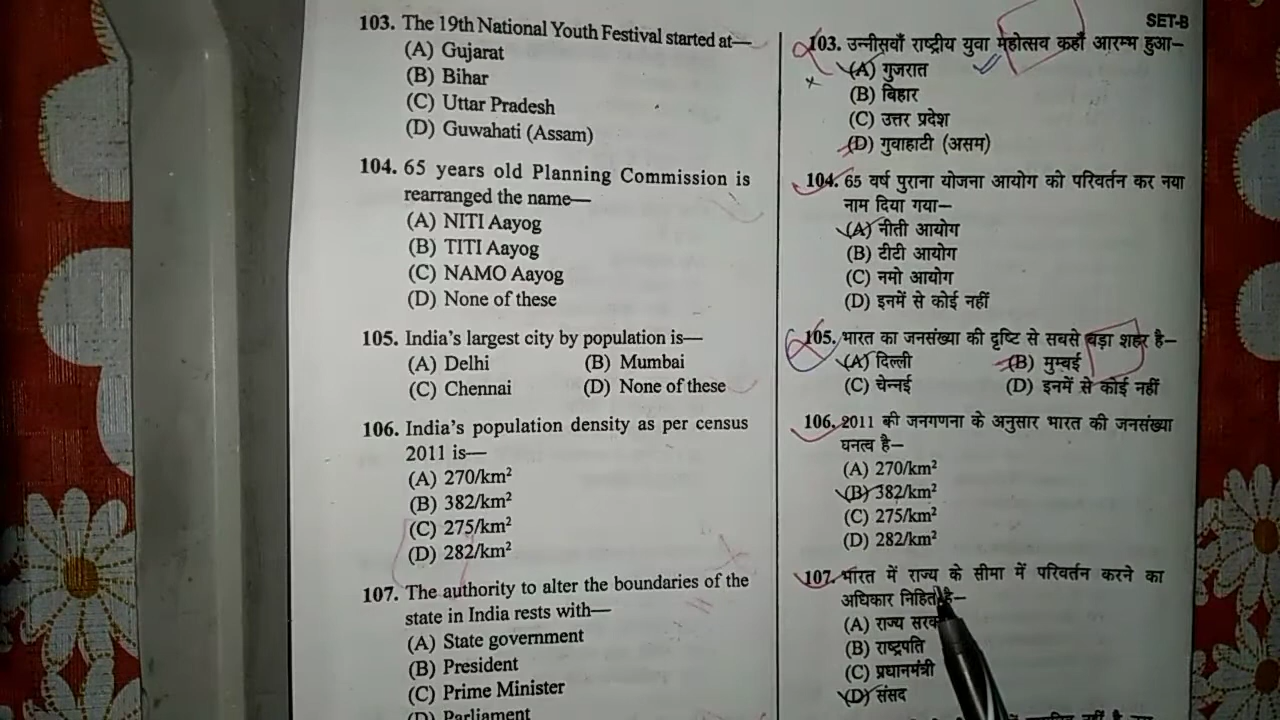 SET-B
103. The 19th National Youth Festival started at—
(A) Gujarat
(B) Bihar
(C) Uttar Pradesh
(D) Guwahati (Assam)
104. 65 years old Planning Commission is
rearranged the name—
(A) NITI Aayog
(B) TITI Aayog
(C) NAMO Aayog
(D) None of these
105. India's largest city by population is—
(A) Delhi (B) Mumbai
(C) Chennai (D) None of these
106. India's population density as per census
2011 is—
(A) 270/km²
(B) 382/km²
(C) 275/km²
(D) 282/km²
107. The authority to alter the boundaries of the
state in India rests with—
(A) State government
(B) President
(C) Prime Minister
(D) Parliament
103. उन्नीसवाँ राष्ट्रीय युवा महोत्सव कहाँ आरम्भ हुआ—
(A) गुजरात
(B) बिहार
(C) उत्तर प्रदेश
(D) गुवाहाटी (असम)
104. 65 वर्ष पुराना योजना आयोग को परिवर्तन कर नया
नाम दिया गया—
(A) नीती आयोग
(B) टीटी आयोग
(C) नमो आयोग
(D) इनमें से कोई नहीं
105. भारत का जनसंख्या की दृष्टि से सबसे बड़ा शहर है—
(A) दिल्ली (B) मुम्बई
(C) चेन्नई (D) इनमें से कोई नहीं
106. 2011 की जनगणना के अनुसार भारत की जनसंख्या
घनत्व है—
(A) 270/km²
(B) 382/km²
(C) 275/km²
(D) 282/km²
107. भारत में राज्य के सीमा में परिवर्तन करने का
अधिकार निहित है—
(A) राज्य
(B) राष्ट्रपति
(C) प्रधानमंत्री
(D) संसद